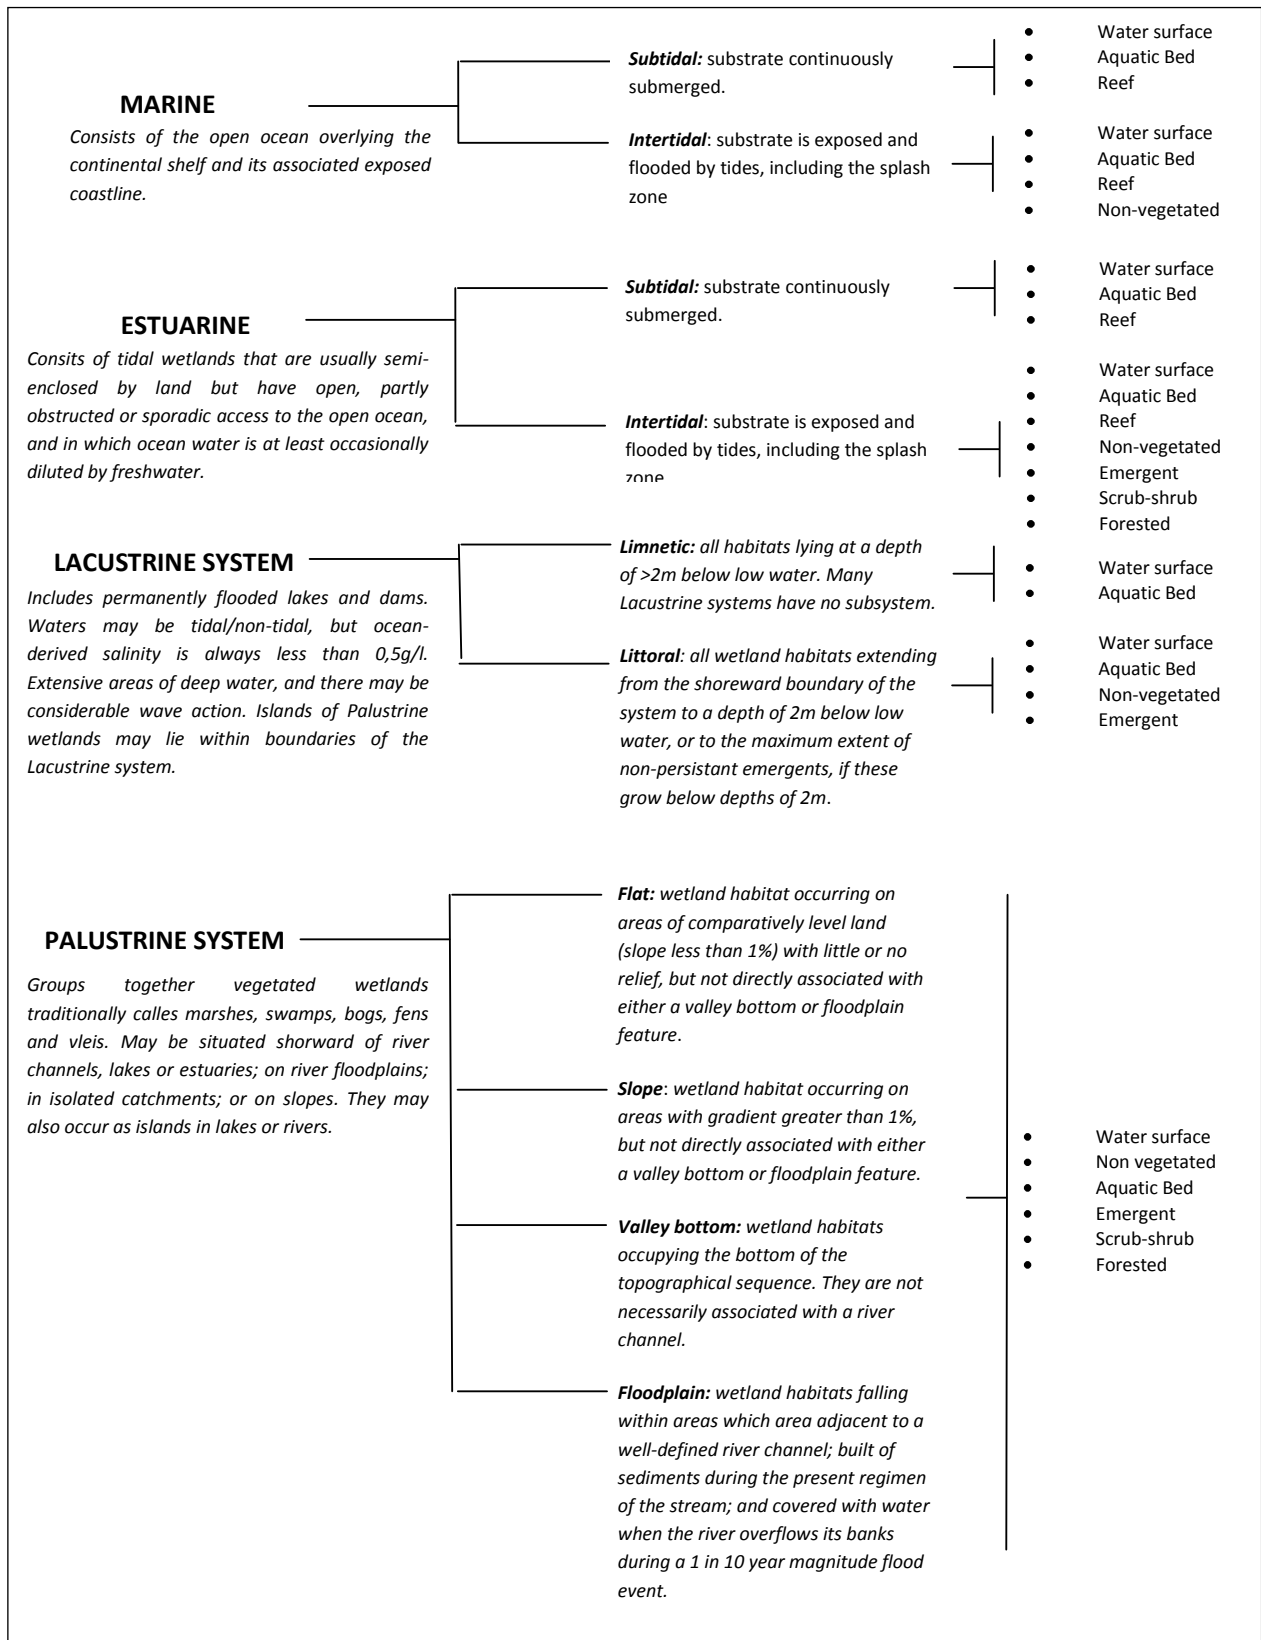 MARINE
Consists of the open ocean overlying the
continental shelf and its associated exposed
coastline.
Subtidal: substrate continuously
submerged.
• Water surface
• Aquatic Bed
• Reef
Intertidal: substrate is exposed and
flooded by tides, including the splash
zone
• Water surface
• Aquatic Bed
• Reef
• Non-vegetated
ESTUARINE
Consits of tidal wetlands that are usually semi-
enclosed by land but have open, partly
obstructed or sporadic access to the open ocean,
and in which ocean water is at least occasionally
diluted by freshwater.
Subtidal: substrate continuously
submerged.
• Water surface
• Aquatic Bed
• Reef
Intertidal: substrate is exposed and
flooded by tides, including the splash
zone
• Water surface
• Aquatic Bed
• Reef
• Non-vegetated
• Emergent
• Scrub-shrub
• Forested
LACUSTRINE SYSTEM
Includes permanently flooded lakes and dams.
Waters may be tidal/non-tidal, but ocean-
derived salinity is always less than 0,5g/l.
Extensive areas of deep water, and there may be
considerable wave action. Islands of Palustrine
wetlands may lie within boundaries of the
Lacustrine system.
Limnetic: all habitats lying at a depth
of >2m below low water. Many
Lacustrine systems have no subsystem.
• Water surface
• Aquatic Bed
Littoral: all wetland habitats extending
from the shoreward boundary of the
system to a depth of 2m below low
water, or to the maximum extent of
non-persistant emergents, if these
grow below depths of 2m.
• Water surface
• Aquatic Bed
• Non-vegetated
• Emergent
PALUSTRINE SYSTEM
Groups together vegetated wetlands
traditionally calles marshes, swamps, bogs, fens
and vleis. May be situated shorward of river
channels, lakes or estuaries; on river floodplains;
in isolated catchments; or on slopes. They may
also occur as islands in lakes or rivers.
Flat: wetland habitat occurring on
areas of comparatively level land
(slope less than 1%) with little or no
relief, but not directly associated with
either a valley bottom or floodplain
feature.
Slope: wetland habitat occurring on
areas with gradient greater than 1%,
but not directly associated with either
a valley bottom or floodplain feature.
Valley bottom: wetland habitats
occupying the bottom of the
topographical sequence. They are not
necessarily associated with a river
channel.
Floodplain: wetland habitats falling
within areas which area adjacent to a
well-defined river channel; built of
sediments during the present regimen
of the stream; and covered with water
when the river overflows its banks
during a 1 in 10 year magnitude flood
event.
• Water surface
• Non vegetated
• Aquatic Bed
• Emergent
• Scrub-shrub
• Forested